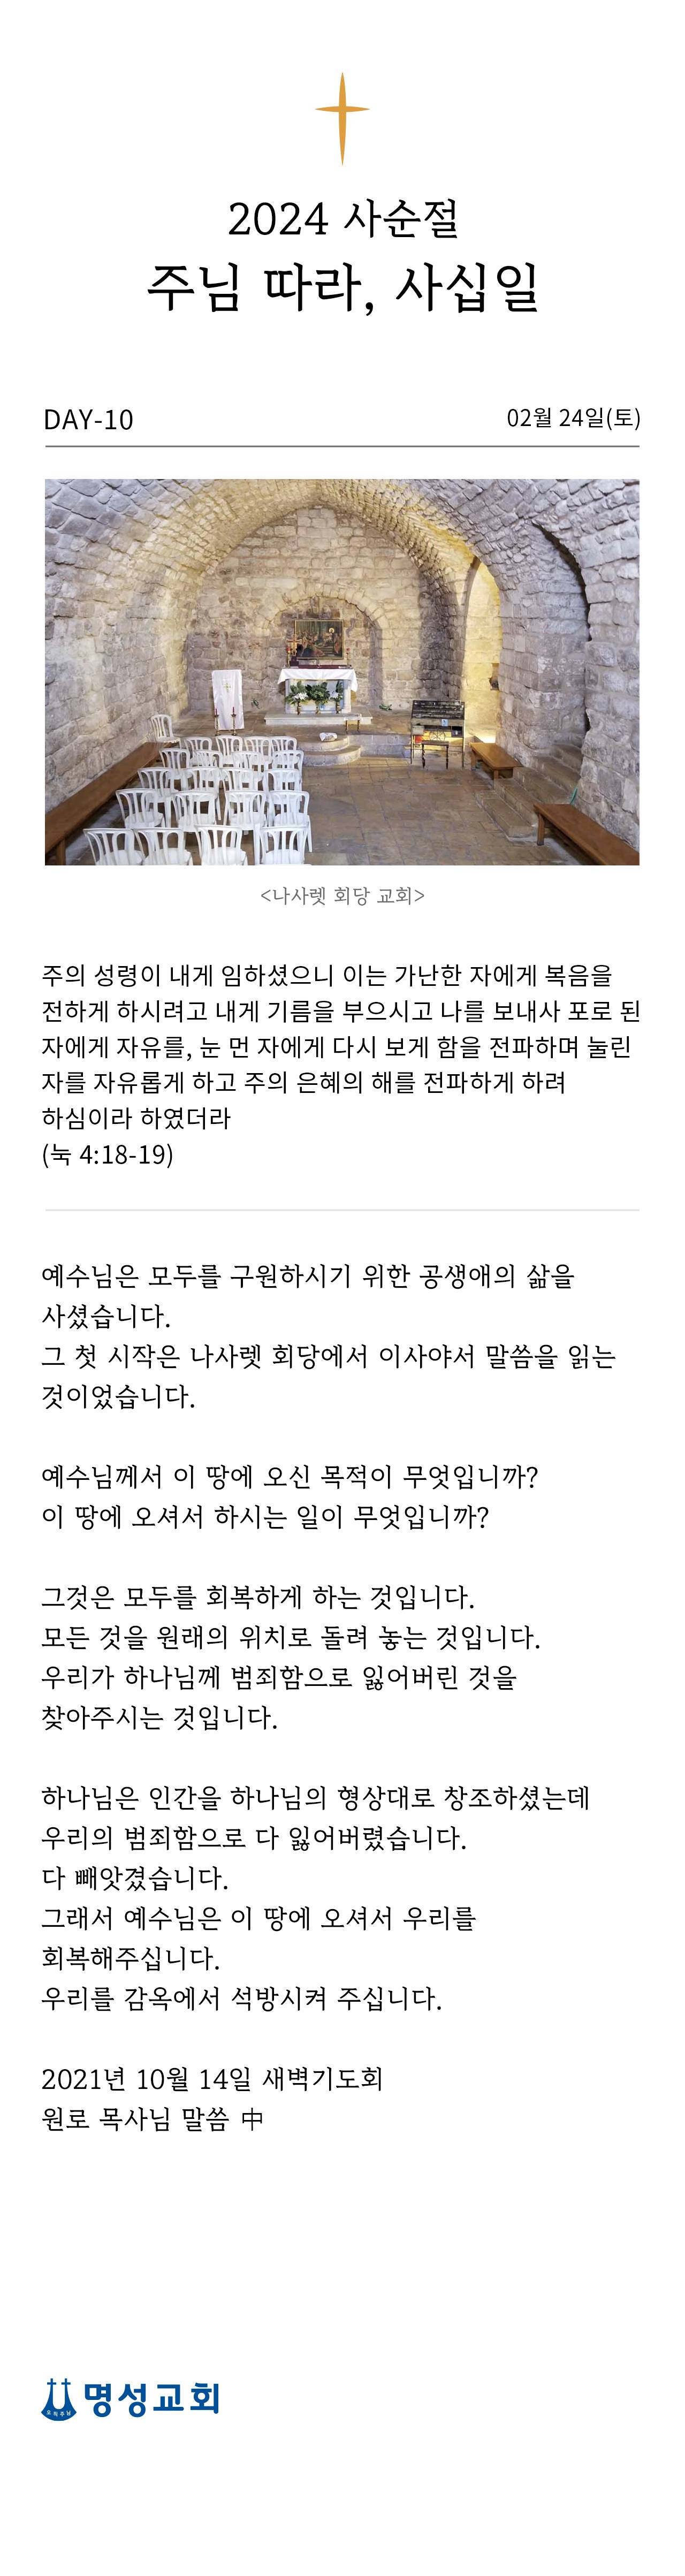 2024 사순절
주님 따라, 사십일
DAY-10
02월 24일(토)
<나사렛 회당 교회>
주의 성령이 내게 임하셨으니 이는 가난한 자에게 복음을
전하게 하시려고 내게 기름을 부으시고 나를 보내사 포로 된
자에게 자유를, 눈 먼 자에게 다시 보게 함을 전파하며 눌린
자를 자유롭게 하고 주의 은혜의 해를 전파하게 하려
하심이라 하였더라
(눅 4:18-19)
예수님은 모두를 구원하시기 위한 공생애의 삶을
사셨습니다.
그 첫 시작은 나사렛 회당에서 이사야서 말씀을 읽는
것이었습니다.
예수님께서 이 땅에 오신 목적이 무엇입니까?
이 땅에 오셔서 하시는 일이 무엇입니까?
그것은 모두를 회복하게 하는 것입니다.
모든 것을 원래의 위치로 돌려 놓는 것입니다.
우리가 하나님께 범죄함으로 잃어버린 것을
찾아주시는 것입니다.
하나님은 인간을 하나님의 형상대로 창조하셨는데
우리의 범죄함으로 다 잃어버렸습니다.
다 빼앗겼습니다.
그래서 예수님은 이 땅에 오셔서 우리를
회복해주십니다.
우리를 감옥에서 석방시켜 주십니다.
2021년 10월 14일 새벽기도회
원로 목사님 말씀 中
오직주님
명성교회